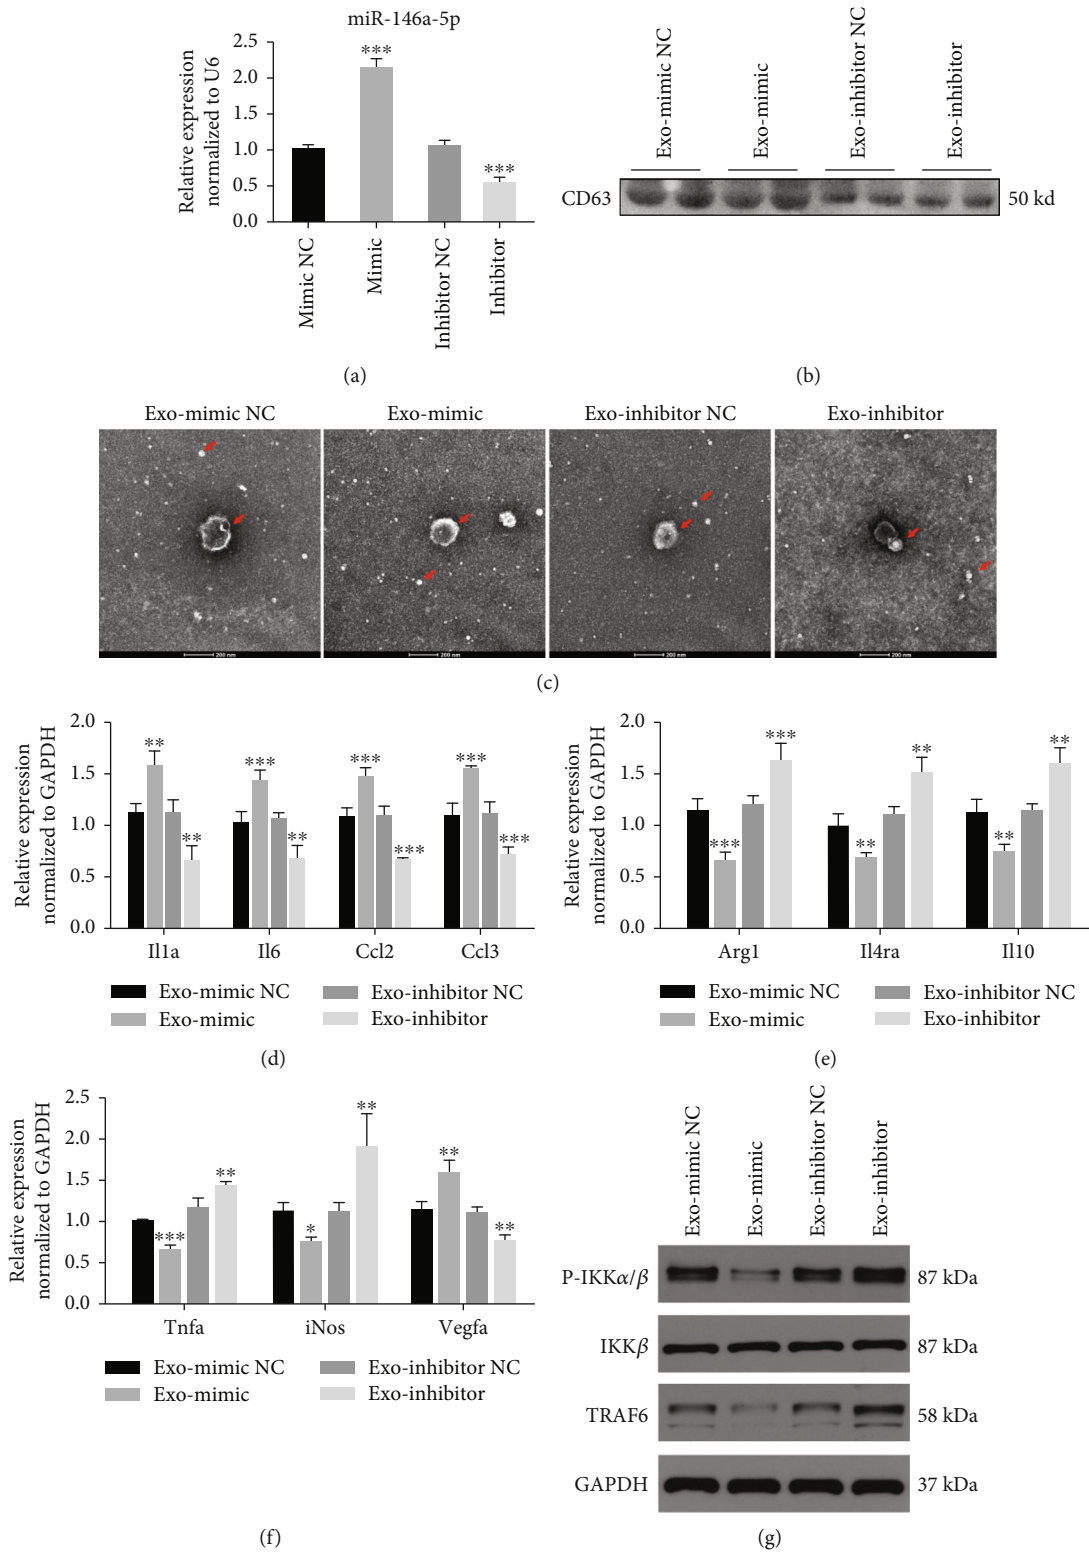 miR-146a-5p
Relative expression
normalized to U6
2.5
2.0
1.5
1.0
0.5
0.0
***
***
Mimic NC
Mimic
Inhibitor NC
Inhibitor
(a)
Exo-mimic NC
Exo-mimic
Exo-inhibitor NC
Exo-inhibitor
CD63
50 kd
(b)
Exo-mimic NC
Exo-mimic
Exo-inhibitor NC
Exo-inhibitor
200 nm
200 nm
200 nm
200 nm
(c)
Relative expression
normalized to GAPDH
2.0
1.5
1.0
0.5
0.0
**
**
***
**
***
***
***
***
Il1a
Il6
Ccl2
Ccl3
Exo-mimic NC
Exo-inhibitor NC
Exo-mimic
Exo-inhibitor
(d)
Relative expression
normalized to GAPDH
2.0
1.5
1.0
0.5
0.0
***
***
**
**
**
**
Arg1
Il4ra
Il10
Exo-mimic NC
Exo-inhibitor NC
Exo-mimic
Exo-inhibitor
(e)
Relative expression
normalized to GAPDH
2.5
2.0
1.5
1.0
0.5
0.0
***
**
*
**
**
**
Tnfa
iNos
Vegfa
Exo-mimic NC
Exo-inhibitor NC
Exo-mimic
Exo-inhibitor
(f)
Exo-mimic NC
Exo-mimic
Exo-inhibitor NC
Exo-inhibitor
P-IKKα/β
87 kDa
IKKβ
87 kDa
TRAF6
58 kDa
GAPDH
37 kDa
(g)